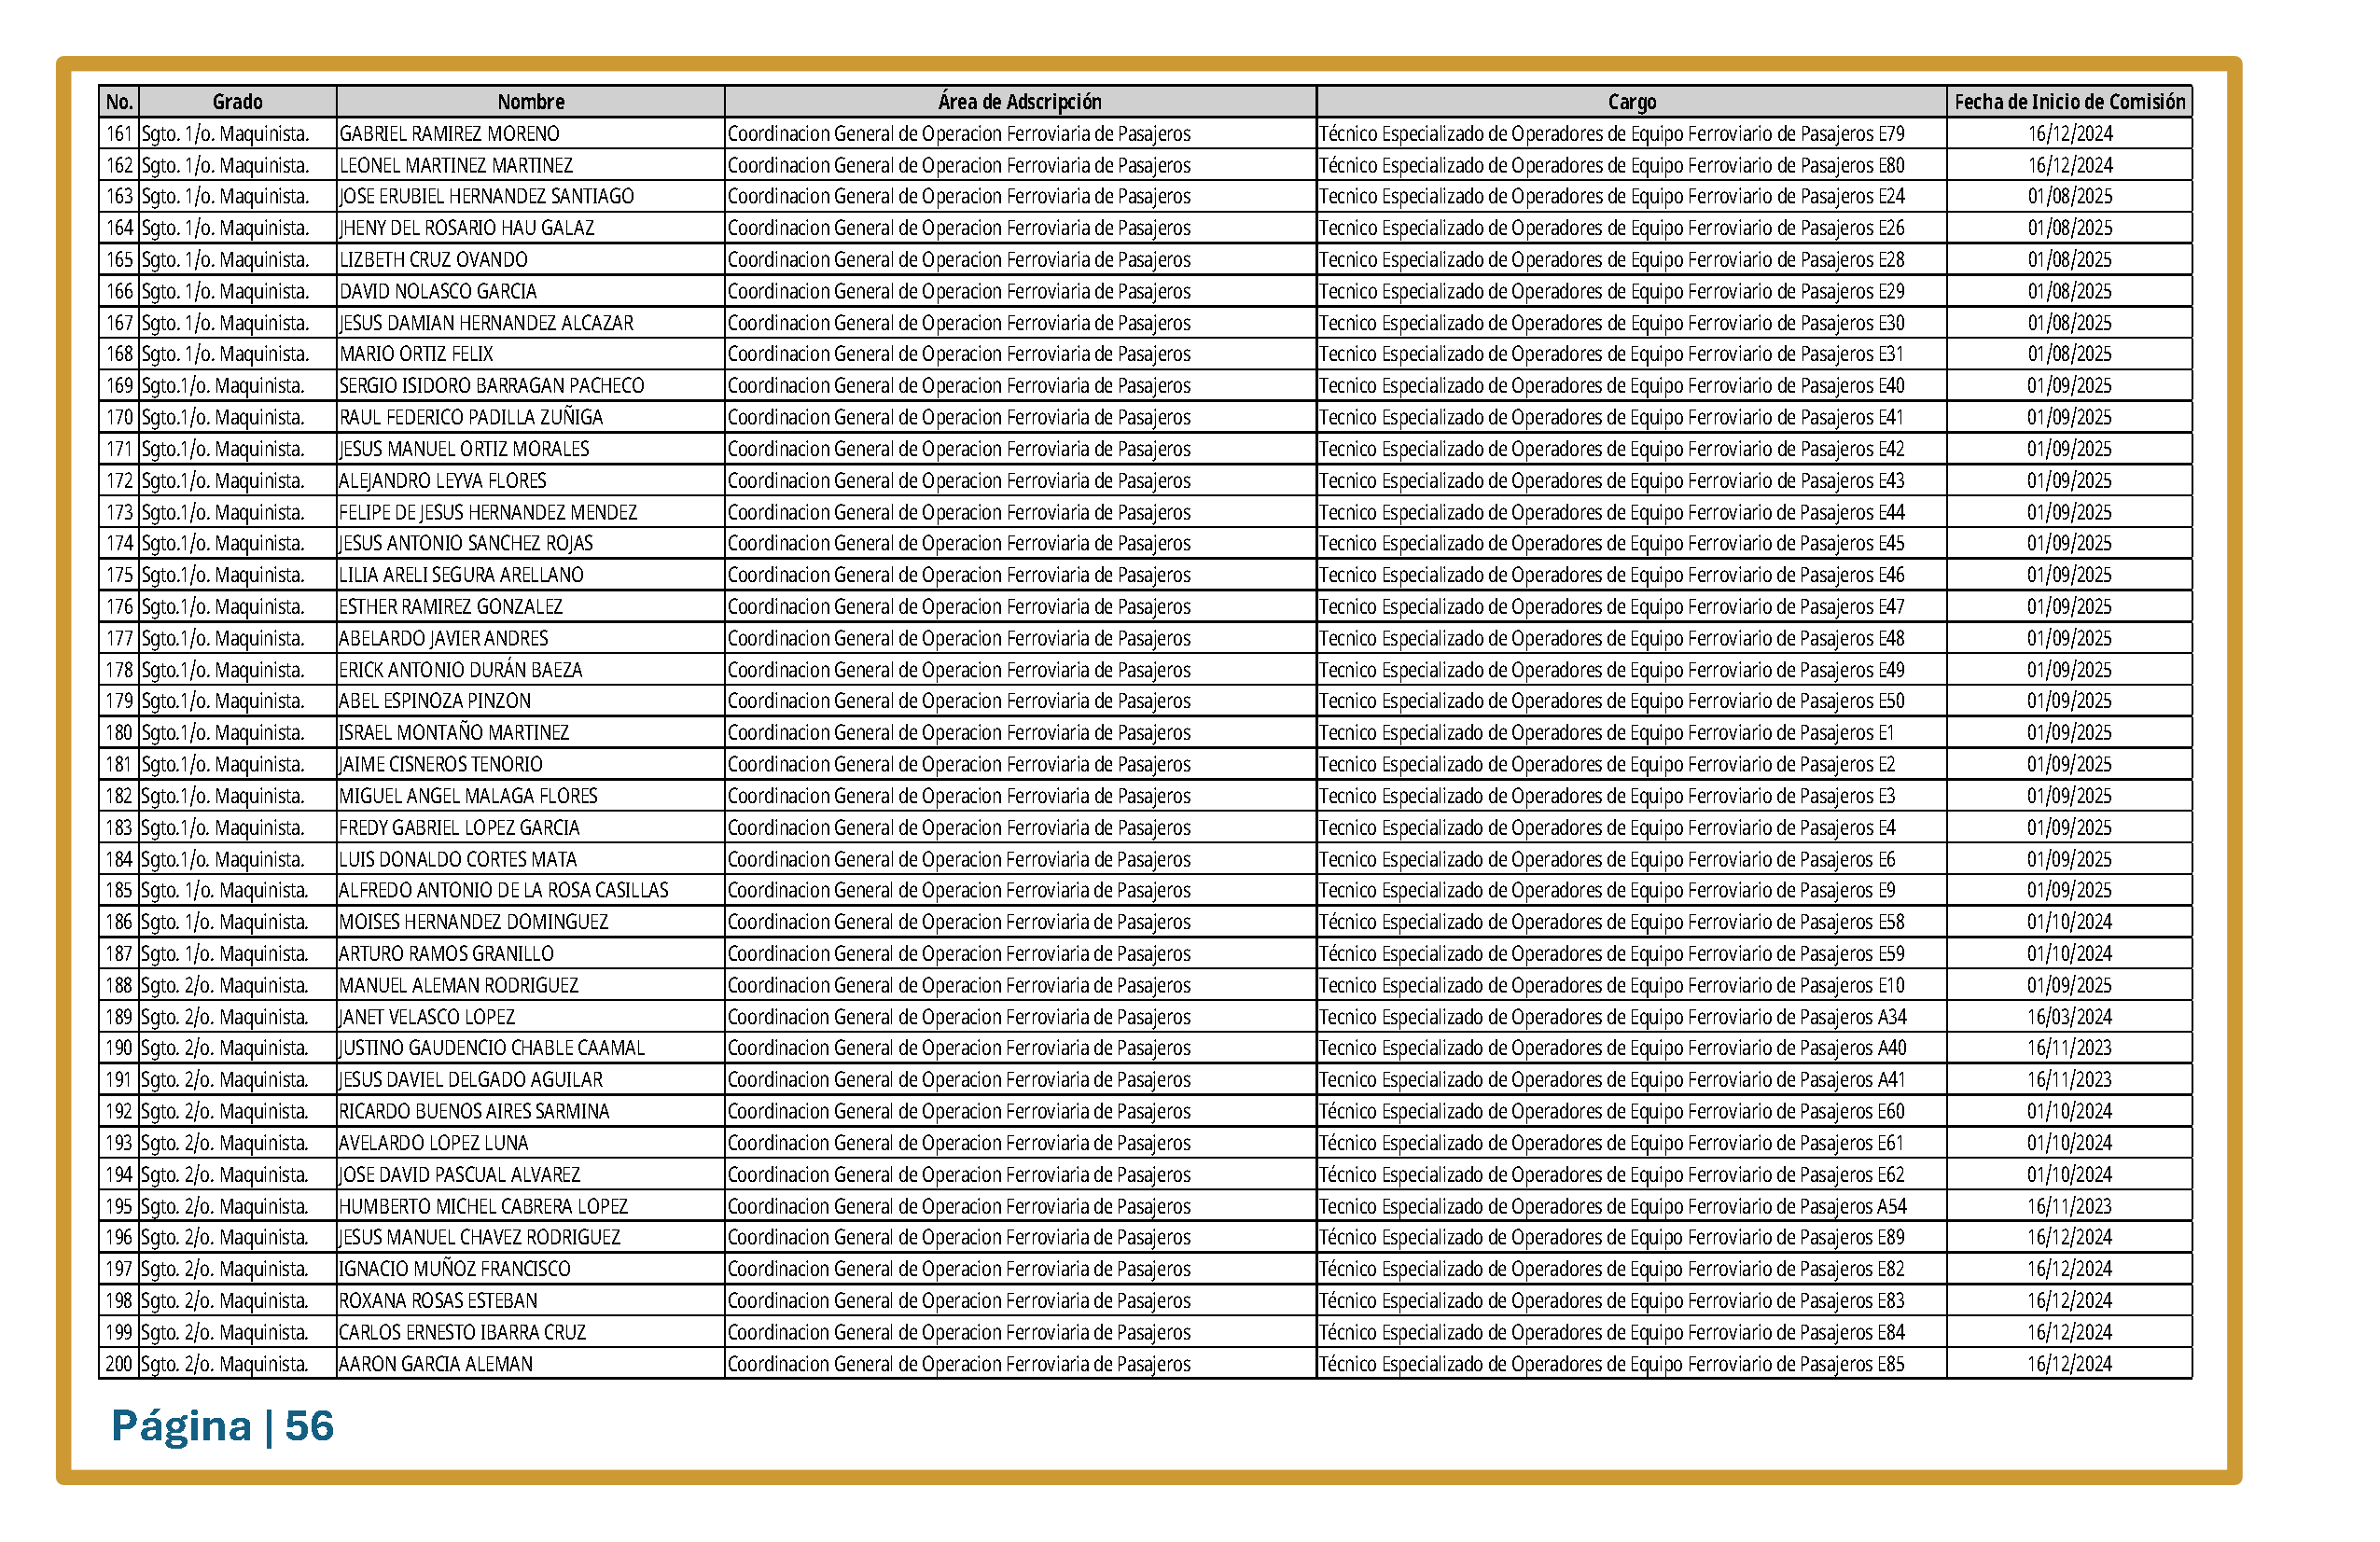 No. Grado Nombre Área de Adscripción Cargo Fecha de Inicio de Comisión
161 Sgto. 1/o. Maquinista. GABRIEL RAMIREZ MORENO Coordinacion General de Operacion Ferroviaria de Pasajeros Técnico Especializado de Operadores de Equipo Ferroviario de Pasajeros E79 16/12/2024
162 Sgto. 1/o. Maquinista. LEONEL MARTINEZ MARTINEZ Coordinacion General de Operacion Ferroviaria de Pasajeros Técnico Especializado de Operadores de Equipo Ferroviario de Pasajeros E80 16/12/2024
163 Sgto. 1/o. Maquinista. JOSE ERUBIEL HERNANDEZ SANTIAGO Coordinacion General de Operacion Ferroviaria de Pasajeros Tecnico Especializado de Operadores de Equipo Ferroviario de Pasajeros E24 01/08/2025
164 Sgto. 1/o. Maquinista. JHENY DEL ROSARIO HAU GALAZ Coordinacion General de Operacion Ferroviaria de Pasajeros Tecnico Especializado de Operadores de Equipo Ferroviario de Pasajeros E26 01/08/2025
165 Sgto. 1/o. Maquinista. LIZBETH CRUZ OVANDO Coordinacion General de Operacion Ferroviaria de Pasajeros Tecnico Especializado de Operadores de Equipo Ferroviario de Pasajeros E28 01/08/2025
166 Sgto. 1/o. Maquinista. DAVID NOLASCO GARCIA Coordinacion General de Operacion Ferroviaria de Pasajeros Tecnico Especializado de Operadores de Equipo Ferroviario de Pasajeros E29 01/08/2025
167 Sgto. 1/o. Maquinista. JESUS DAMIAN HERNANDEZ ALCAZAR Coordinacion General de Operacion Ferroviaria de Pasajeros Tecnico Especializado de Operadores de Equipo Ferroviario de Pasajeros E30 01/08/2025
168 Sgto. 1/o. Maquinista. MARIO ORTIZ FELIX Coordinacion General de Operacion Ferroviaria de Pasajeros Tecnico Especializado de Operadores de Equipo Ferroviario de Pasajeros E31 01/08/2025
169 Sgto.1/o. Maquinista. SERGIO ISIDORO BARRAGAN PACHECO Coordinacion General de Operacion Ferroviaria de Pasajeros Tecnico Especializado de Operadores de Equipo Ferroviario de Pasajeros E40 01/09/2025
170 Sgto.1/o. Maquinista. RAUL FEDERICO PADILLA ZUÑIGA Coordinacion General de Operacion Ferroviaria de Pasajeros Tecnico Especializado de Operadores de Equipo Ferroviario de Pasajeros E41 01/09/2025
171 Sgto.1/o. Maquinista. JESUS MANUEL ORTIZ MORALES Coordinacion General de Operacion Ferroviaria de Pasajeros Tecnico Especializado de Operadores de Equipo Ferroviario de Pasajeros E42 01/09/2025
172 Sgto.1/o. Maquinista. ALEJANDRO LEYVA FLORES Coordinacion General de Operacion Ferroviaria de Pasajeros Tecnico Especializado de Operadores de Equipo Ferroviario de Pasajeros E43 01/09/2025
173 Sgto.1/o. Maquinista. FELIPE DE JESUS HERNANDEZ MENDEZ Coordinacion General de Operacion Ferroviaria de Pasajeros Tecnico Especializado de Operadores de Equipo Ferroviario de Pasajeros E44 01/09/2025
174 Sgto.1/o. Maquinista. JESUS ANTONIO SANCHEZ ROJAS Coordinacion General de Operacion Ferroviaria de Pasajeros Tecnico Especializado de Operadores de Equipo Ferroviario de Pasajeros E45 01/09/2025
175 Sgto.1/o. Maquinista. LILIA ARELI SEGURA ARELLANO Coordinacion General de Operacion Ferroviaria de Pasajeros Tecnico Especializado de Operadores de Equipo Ferroviario de Pasajeros E46 01/09/2025
176 Sgto.1/o. Maquinista. ESTHER RAMIREZ GONZALEZ Coordinacion General de Operacion Ferroviaria de Pasajeros Tecnico Especializado de Operadores de Equipo Ferroviario de Pasajeros E47 01/09/2025
177 Sgto.1/o. Maquinista. ABELARDO JAVIER ANDRES Coordinacion General de Operacion Ferroviaria de Pasajeros Tecnico Especializado de Operadores de Equipo Ferroviario de Pasajeros E48 01/09/2025
178 Sgto.1/o. Maquinista. ERICK ANTONIO DURÁN BAEZA Coordinacion General de Operacion Ferroviaria de Pasajeros Tecnico Especializado de Operadores de Equipo Ferroviario de Pasajeros E49 01/09/2025
179 Sgto.1/o. Maquinista. ABEL ESPINOZA PINZON Coordinacion General de Operacion Ferroviaria de Pasajeros Tecnico Especializado de Operadores de Equipo Ferroviario de Pasajeros E50 01/09/2025
180 Sgto.1/o. Maquinista. ISRAEL MONTAÑO MARTINEZ Coordinacion General de Operacion Ferroviaria de Pasajeros Tecnico Especializado de Operadores de Equipo Ferroviario de Pasajeros E1 01/09/2025
181 Sgto.1/o. Maquinista. JAIME CISNEROS TENORIO Coordinacion General de Operacion Ferroviaria de Pasajeros Tecnico Especializado de Operadores de Equipo Ferroviario de Pasajeros E2 01/09/2025
182 Sgto.1/o. Maquinista. MIGUEL ANGEL MALAGA FLORES Coordinacion General de Operacion Ferroviaria de Pasajeros Tecnico Especializado de Operadores de Equipo Ferroviario de Pasajeros E3 01/09/2025
183 Sgto.1/o. Maquinista. FREDY GABRIEL LOPEZ GARCIA Coordinacion General de Operacion Ferroviaria de Pasajeros Tecnico Especializado de Operadores de Equipo Ferroviario de Pasajeros E4 01/09/2025
184 Sgto.1/o. Maquinista. LUIS DONALDO CORTES MATA Coordinacion General de Operacion Ferroviaria de Pasajeros Tecnico Especializado de Operadores de Equipo Ferroviario de Pasajeros E6 01/09/2025
185 Sgto. 1/o. Maquinista. ALFREDO ANTONIO DE LA ROSA CASILLAS Coordinacion General de Operacion Ferroviaria de Pasajeros Tecnico Especializado de Operadores de Equipo Ferroviario de Pasajeros E9 01/09/2025
186 Sgto. 1/o. Maquinista. MOISES HERNANDEZ DOMINGUEZ Coordinacion General de Operacion Ferroviaria de Pasajeros Técnico Especializado de Operadores de Equipo Ferroviario de Pasajeros E58 01/10/2024
187 Sgto. 1/o. Maquinista. ARTURO RAMOS GRANILLO Coordinacion General de Operacion Ferroviaria de Pasajeros Técnico Especializado de Operadores de Equipo Ferroviario de Pasajeros E59 01/10/2024
188 Sgto. 2/o. Maquinista. MANUEL ALEMAN RODRIGUEZ Coordinacion General de Operacion Ferroviaria de Pasajeros Tecnico Especializado de Operadores de Equipo Ferroviario de Pasajeros E10 01/09/2025
189 Sgto. 2/o. Maquinista. JANET VELASCO LOPEZ Coordinacion General de Operacion Ferroviaria de Pasajeros Tecnico Especializado de Operadores de Equipo Ferroviario de Pasajeros A34 16/03/2024
190 Sgto. 2/o. Maquinista. JUSTINO GAUDENCIO CHABLE CAAMAL Coordinacion General de Operacion Ferroviaria de Pasajeros Tecnico Especializado de Operadores de Equipo Ferroviario de Pasajeros A40 16/11/2023
191 Sgto. 2/o. Maquinista. JESUS DAVIEL DELGADO AGUILAR Coordinacion General de Operacion Ferroviaria de Pasajeros Tecnico Especializado de Operadores de Equipo Ferroviario de Pasajeros A41 16/11/2023
192 Sgto. 2/o. Maquinista. RICARDO BUENOS AIRES SARMINA Coordinacion General de Operacion Ferroviaria de Pasajeros Técnico Especializado de Operadores de Equipo Ferroviario de Pasajeros E60 01/10/2024
193 Sgto. 2/o. Maquinista. AVELARDO LOPEZ LUNA Coordinacion General de Operacion Ferroviaria de Pasajeros Técnico Especializado de Operadores de Equipo Ferroviario de Pasajeros E61 01/10/2024
194 Sgto. 2/o. Maquinista. JOSE DAVID PASCUAL ALVAREZ Coordinacion General de Operacion Ferroviaria de Pasajeros Técnico Especializado de Operadores de Equipo Ferroviario de Pasajeros E62 01/10/2024
195 Sgto. 2/o. Maquinista. HUMBERTO MICHEL CABRERA LOPEZ Coordinacion General de Operacion Ferroviaria de Pasajeros Tecnico Especializado de Operadores de Equipo Ferroviario de Pasajeros A54 16/11/2023
196 Sgto. 2/o. Maquinista. JESUS MANUEL CHAVEZ RODRIGUEZ Coordinacion General de Operacion Ferroviaria de Pasajeros Técnico Especializado de Operadores de Equipo Ferroviario de Pasajeros E89 16/12/2024
197 Sgto. 2/o. Maquinista. IGNACIO MUÑOZ FRANCISCO Coordinacion General de Operacion Ferroviaria de Pasajeros Técnico Especializado de Operadores de Equipo Ferroviario de Pasajeros E82 16/12/2024
198 Sgto. 2/o. Maquinista. ROXANA ROSAS ESTEBAN Coordinacion General de Operacion Ferroviaria de Pasajeros Técnico Especializado de Operadores de Equipo Ferroviario de Pasajeros E83 16/12/2024
199 Sgto. 2/o. Maquinista. CARLOS ERNESTO IBARRA CRUZ Coordinacion General de Operacion Ferroviaria de Pasajeros Técnico Especializado de Operadores de Equipo Ferroviario de Pasajeros E84 16/12/2024
200 Sgto. 2/o. Maquinista. AARON GARCIA ALEMAN Coordinacion General de Operacion Ferroviaria de Pasajeros Técnico Especializado de Operadores de Equipo Ferroviario de Pasajeros E85 16/12/2024
Página | 56